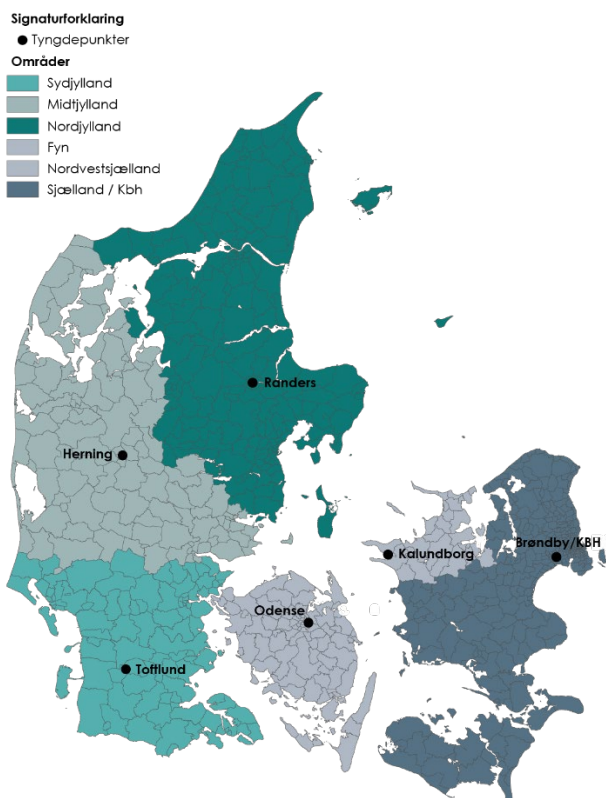 Signaturforklaring
Tyngdepunkter
Områder
Sydjylland
Midtjylland
Nordjylland
Fyn
Nordvestsjælland
Sjælland / Kbh
Randers
Herning
Brøndby/KBH
Kalundborg
Odense
Toftlund